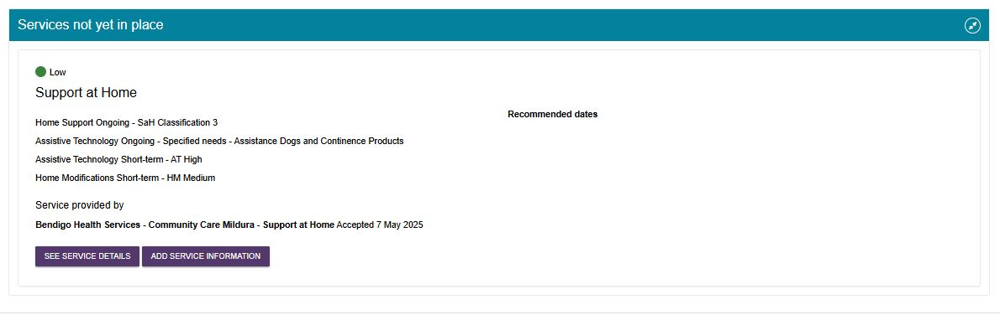 Services not yet in place
Low
Support at Home
Recommended dates
Home Support Ongoing - SaH Classification 3
Assistive Technology Ongoing - Specified needs - Assistance Dogs and Continence Products
Assistive Technology Short-term - AT High
Home Modifications Short-term - HM Medium
Service provided by
Bendigo Health Services - Community Care Mildura - Support at Home Accepted 7 May 2025
SEE SERVICE DETAILS
ADD SERVICE INFORMATION